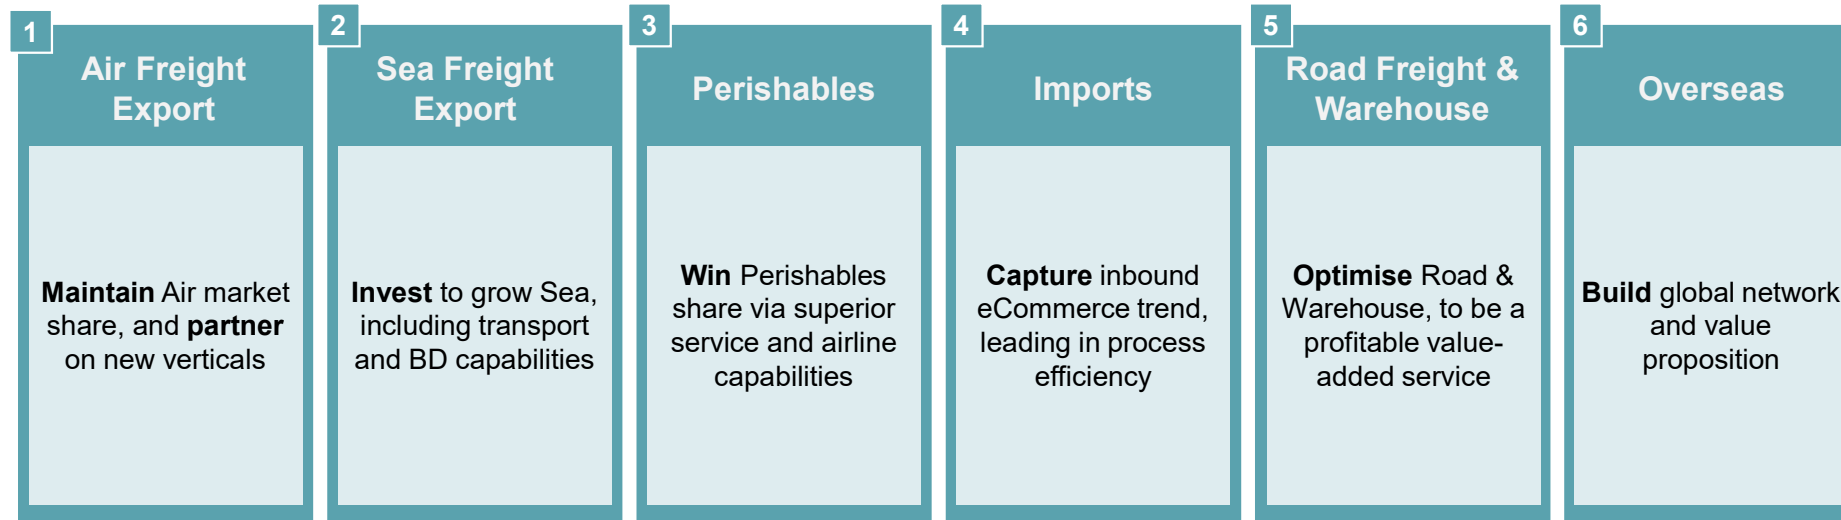 1
Air Freight
Export
Maintain Air market
share, and partner
on new verticals
2
Sea Freight
Export
Invest to grow Sea,
including transport
and BD capabilities
3
Perishables
Win Perishables
share via superior
service and airline
capabilities
4
Imports
Capture inbound
eCommerce trend,
leading in process
efficiency
5
Road Freight &
Warehouse
Optimise Road &
Warehouse, to be a
profitable value-
added service
6
Overseas
Build global network
and value
proposition